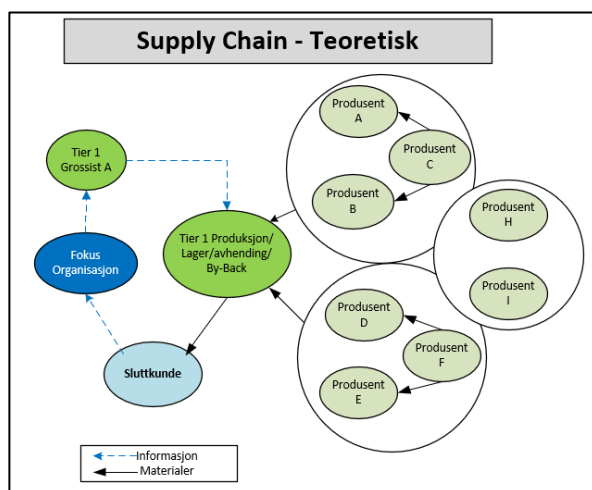 Supply Chain - Teoretisk
Tier 1
Grossist A
Fokus
Organisasjon
Sluttkunde
Tier 1 Produksjon/
Lager/avhending/
By-Back
Produsent
A
Produsent
C
Produsent
B
Produsent
H
Produsent
I
Produsent
D
Produsent
F
Produsent
E
Informasjon
Materialer